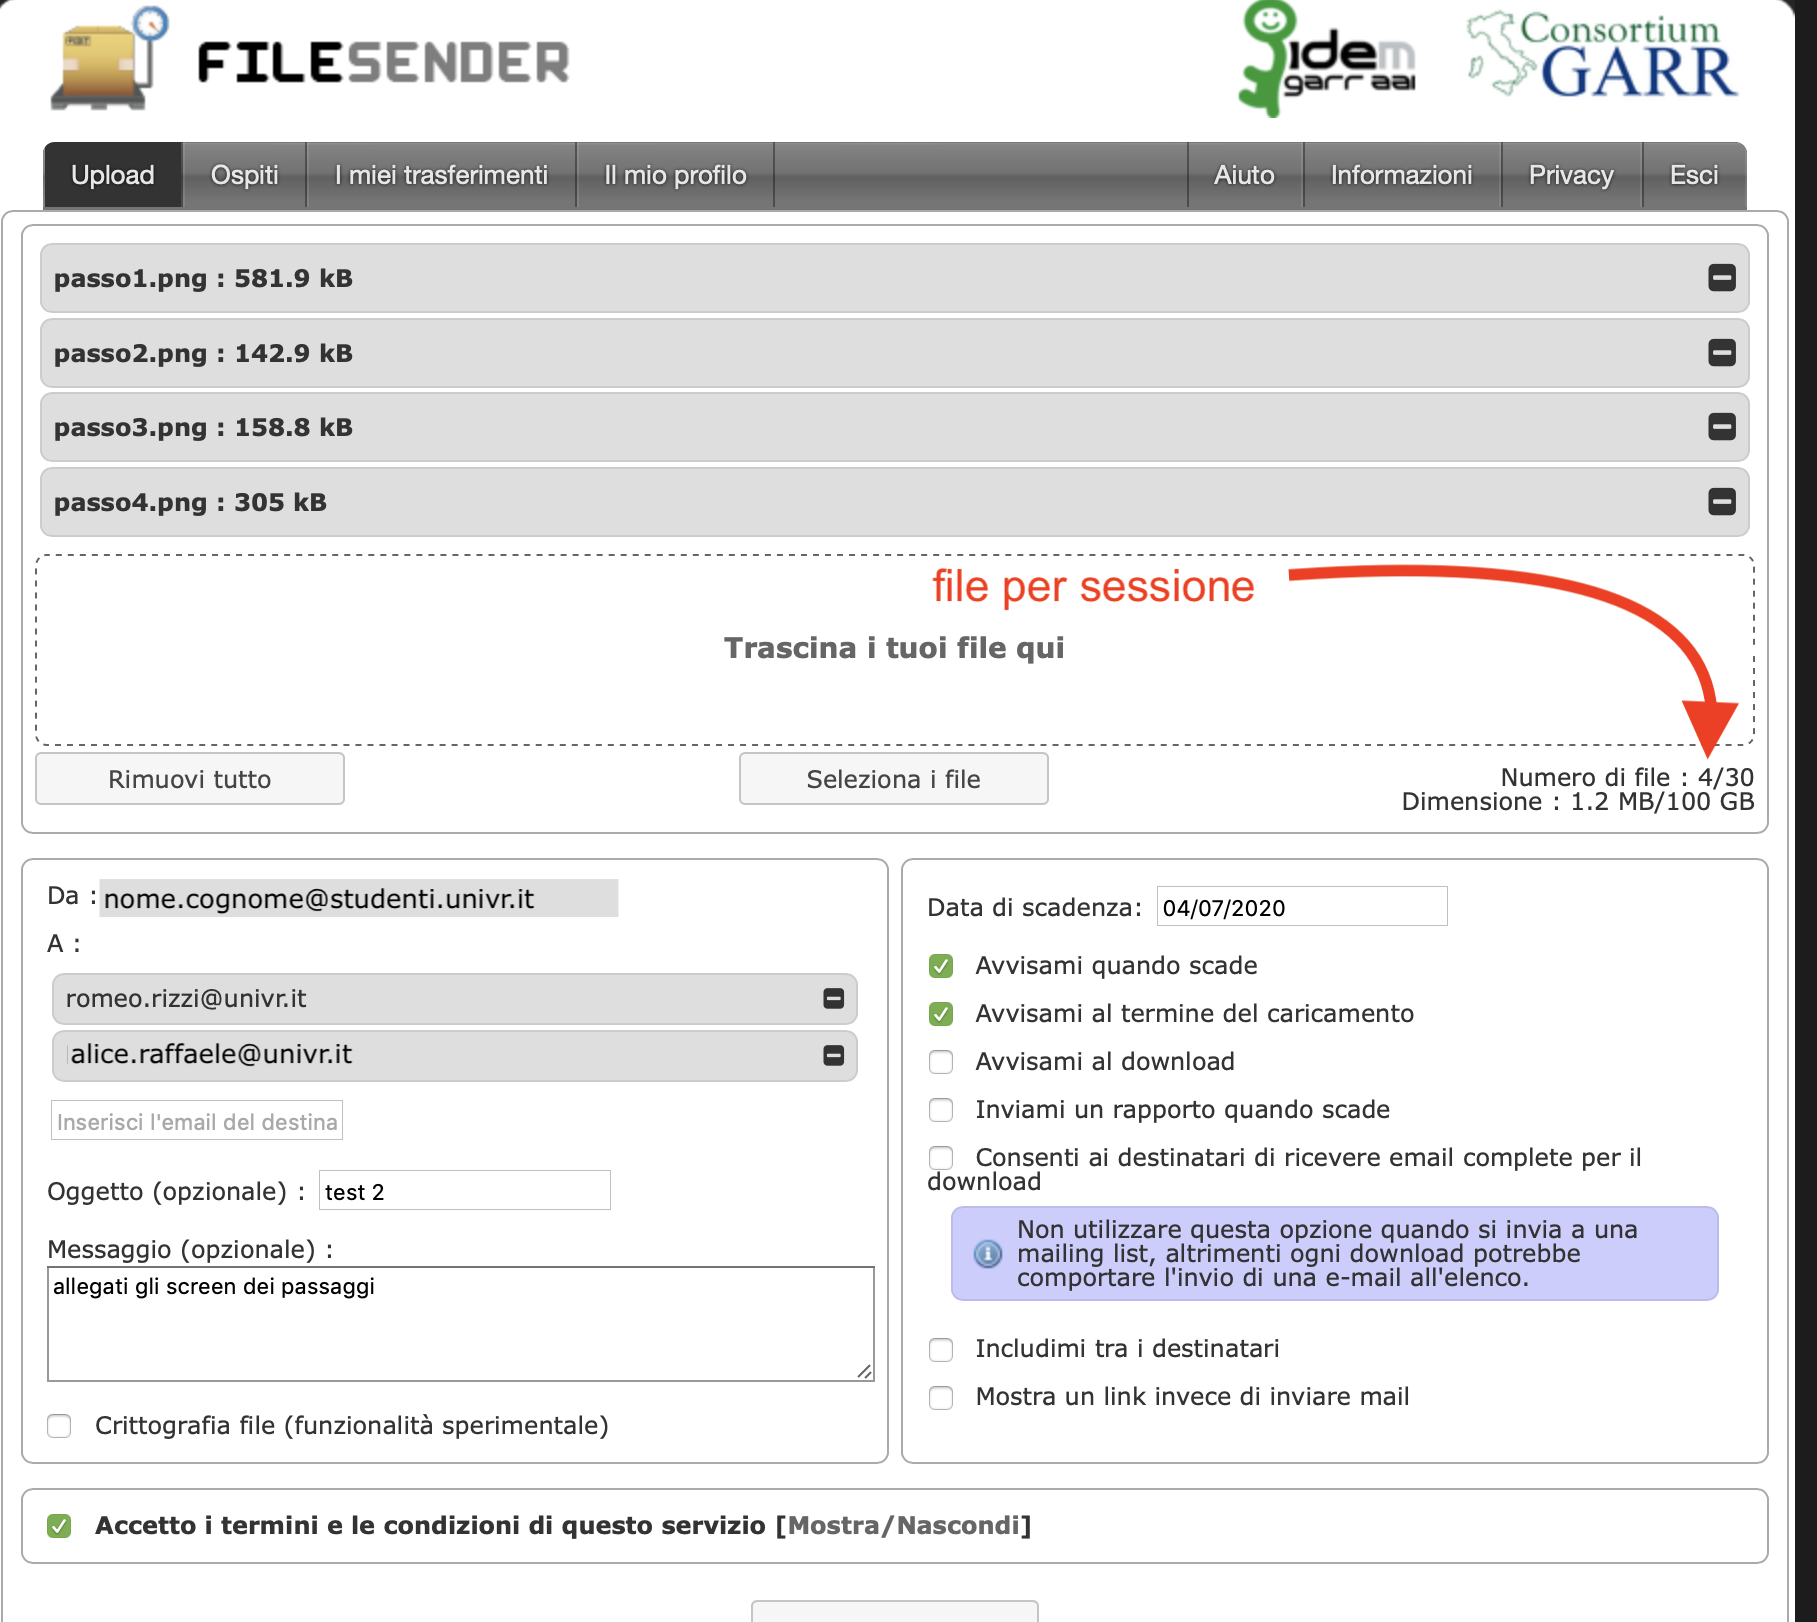 FILESENDER
idem
garr aai
Consortium
GARR
Upload Ospiti I miei trasferimenti Il mio profilo Aiuto Informazioni Privacy Esci
passo1.png : 581.9 kB
passo2.png : 142.9 kB
passo3.png : 158.8 kB
passo4.png : 305 kB
file per sessione
Trascina i tuoi file qui
Rimuovi tutto Seleziona i file
Numero di file : 4/30
Dimensione : 1.2 MB/100 GB
Da : nome.cognome@studenti.univr.it
A :
romeo.rizzi@univr.it
alice.raffaele@univr.it
Inserisci l'email del destina
Oggetto (opzionale) : test 2
Messaggio (opzionale) :
allegati gli screen dei passaggi
Crittografia file (funzionalità sperimentale)
Data di scadenza: 04/07/2020
Avvisami quando scade
Avvisami al termine del caricamento
Avvisami al download
Inviami un rapporto quando scade
Consenti ai destinatari di ricevere email complete per il
download
Non utilizzare questa opzione quando si invia a una
mailing list, altrimenti ogni download potrebbe
comportare l'invio di una e-mail all'elenco.
Includimi tra i destinatari
Mostra un link invece di inviare mail
Accetto i termini e le condizioni di questo servizio [Mostra/Nascondi]